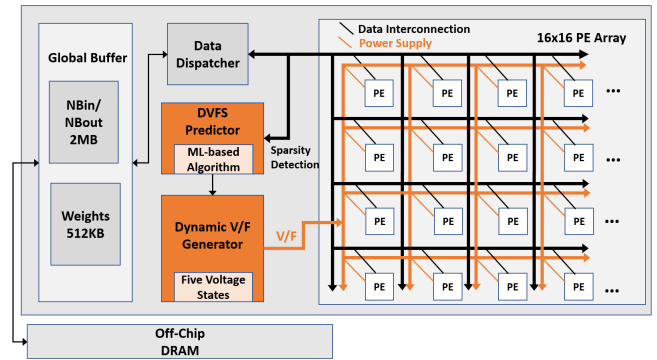 Global Buffer
NBin/
NBout
2MB
Weights
512KB
Data
Dispatcher
DVFS
Predictor
ML-based
Algorithm
Sparsity
Detection
Dynamic V/F
Generator
Five Voltage
States
V/F
Data Interconnection
Power Supply
16x16 PE Array
PE PE PE PE ...
PE PE PE PE ...
PE PE PE PE ...
PE PE PE PE ...
Off-Chip
DRAM